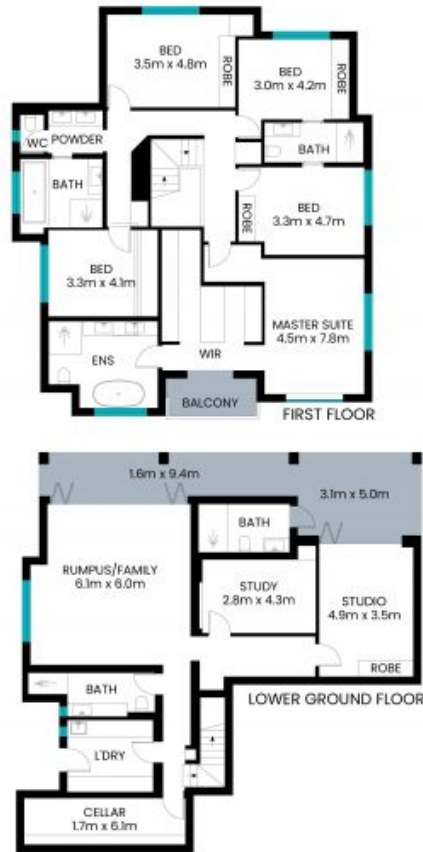 BED
3.5m x 4.8m
ROBE
BED
3.0m x 4.2m
ROBE
WC
POWDER
BATH
BATH
BED
3.3m x 4.7m
ROBE
BED
3.3m x 4.1m
MASTER SUITE
4.5m x 7.8m
ENS
WIR
BALCONY
FIRST FLOOR
1.6m x 9.4m
3.1m x 5.0m
BATH
RUMPUS/FAMILY
6.1m x 6.0m
STUDY
2.8m x 4.3m
STUDIO
4.9m x 3.5m
ROBE
BATH
LOWER GROUND FLOOR
L'DRY
CELLAR
1.7m x 6.1m